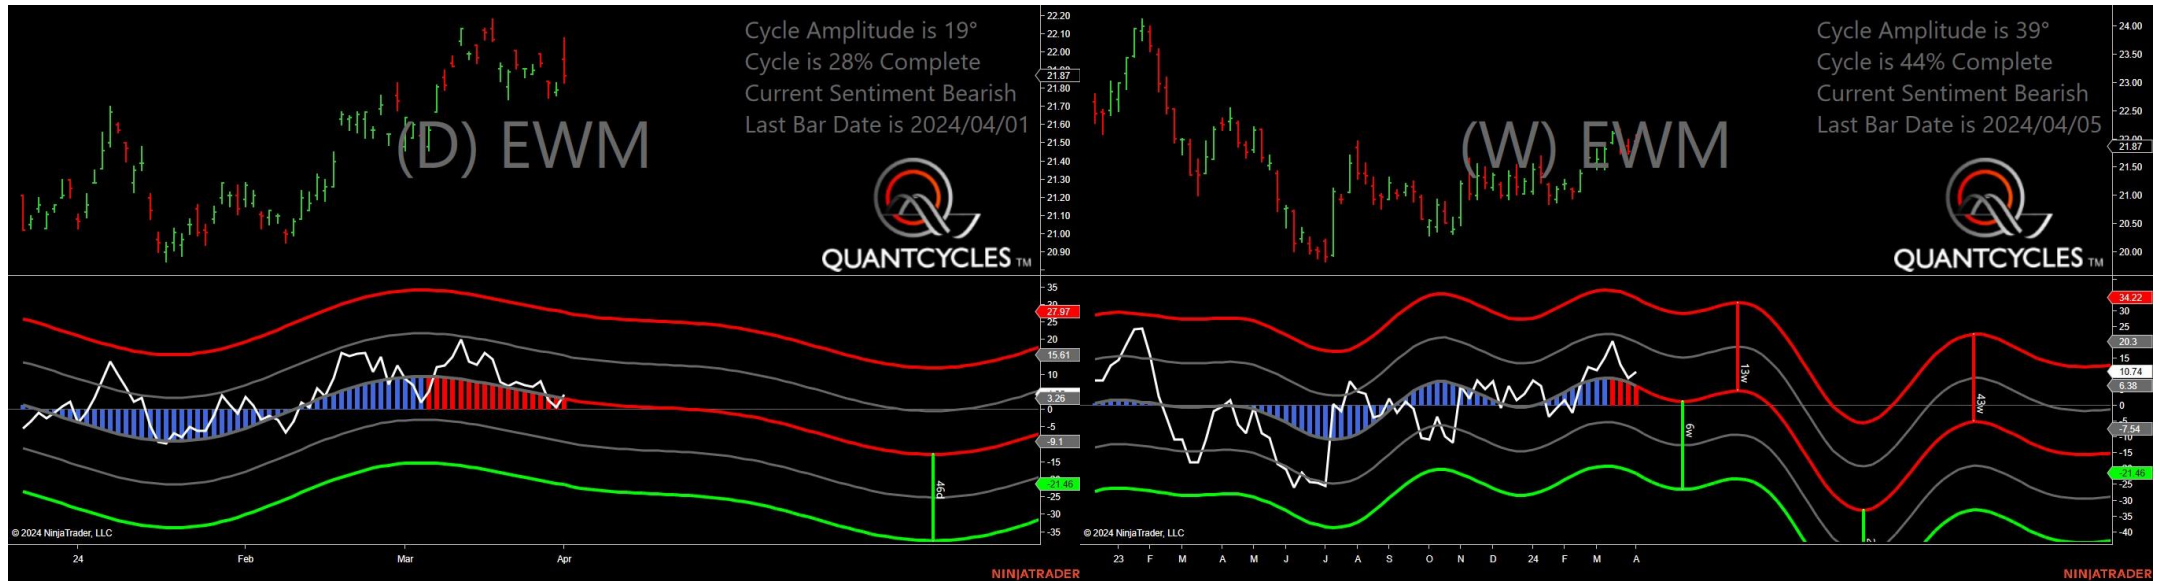 Cycle Amplitude is 19°
Cycle is 28% Complete
Current Sentiment Bearish
Last Bar Date is 2024/04/01
(D) EWM
QUANTCYCLES TM
22.20
22.10
22.00
21.87
21.80
21.70
21.60
21.50
21.40
21.30
21.20
21.10
21.00
20.90
35
27.97
25
20
15.61
10
3.26
0
-5
-9.1
-15
-21.46
-25
-30
-35
46d
© 2024 NinjaTrader, LLC
24 Feb Mar Apr
NINJATRADER
Cycle Amplitude is 39°
Cycle is 44% Complete
Current Sentiment Bearish
Last Bar Date is 2024/04/05
(W) EWM
QUANTCYCLES TM
24.00
23.50
23.00
22.50
22.00
21.87
21.50
21.00
20.50
20.00
35
34.22
30
25
20.3
15
10.74
6.38
0
-7.54
-10
-21.46
-25
-30
-35
-40
13w
6w
43w
© 2024 NinjaTrader, LLC
23 F M A M J J A S O N D 24 F M A
NINJATRADER